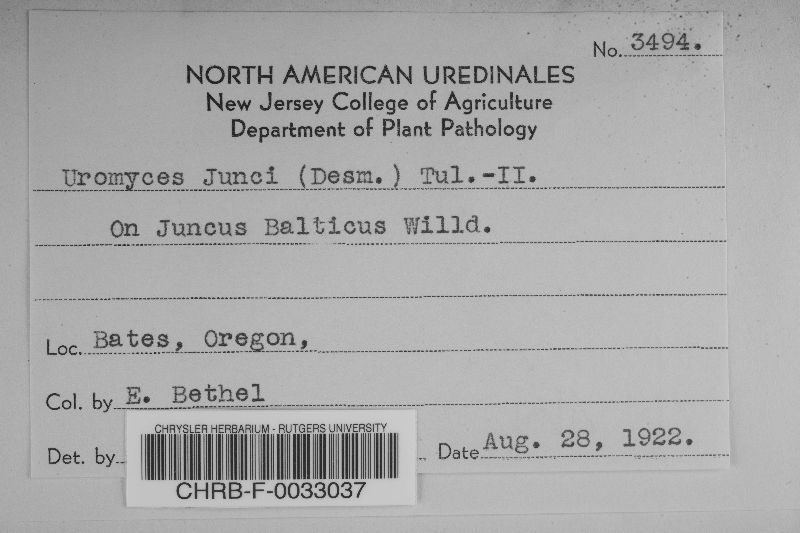 No. 3494.
NORTH AMERICAN UREDINALES
New Jersey College of Agriculture
Department of Plant Pathology
Uromyces Junci (Desm.) Tul.-II.
On Juncus Balticus Willd.
Loc. Bates, Oregon,
Col. by E. Bethel
Det. by
Date Aug. 28, 1922.
CHRYSLER HERBARIUM - RUTGERS UNIVERSITY
CHRB-F-0033037